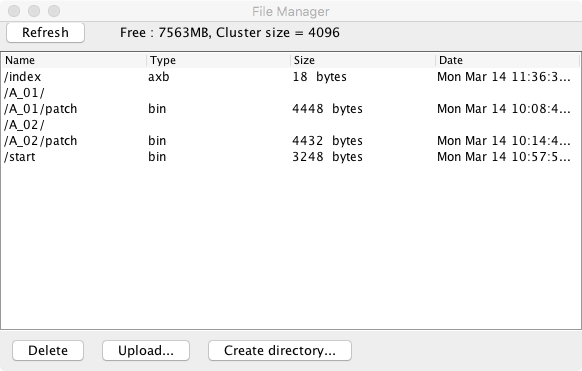 File Manager
Refresh Free : 7563MB, Cluster size = 4096
Name Type Size Date
/index axb 18 bytes Mon Mar 14 11:36:3...
/A_01/
/A_01/patch bin 4448 bytes Mon Mar 14 10:08:4...
/A_02/
/A_02/patch bin 4432 bytes Mon Mar 14 10:14:4...
/start bin 3248 bytes Mon Mar 14 10:57:5...
Delete Upload... Create directory...